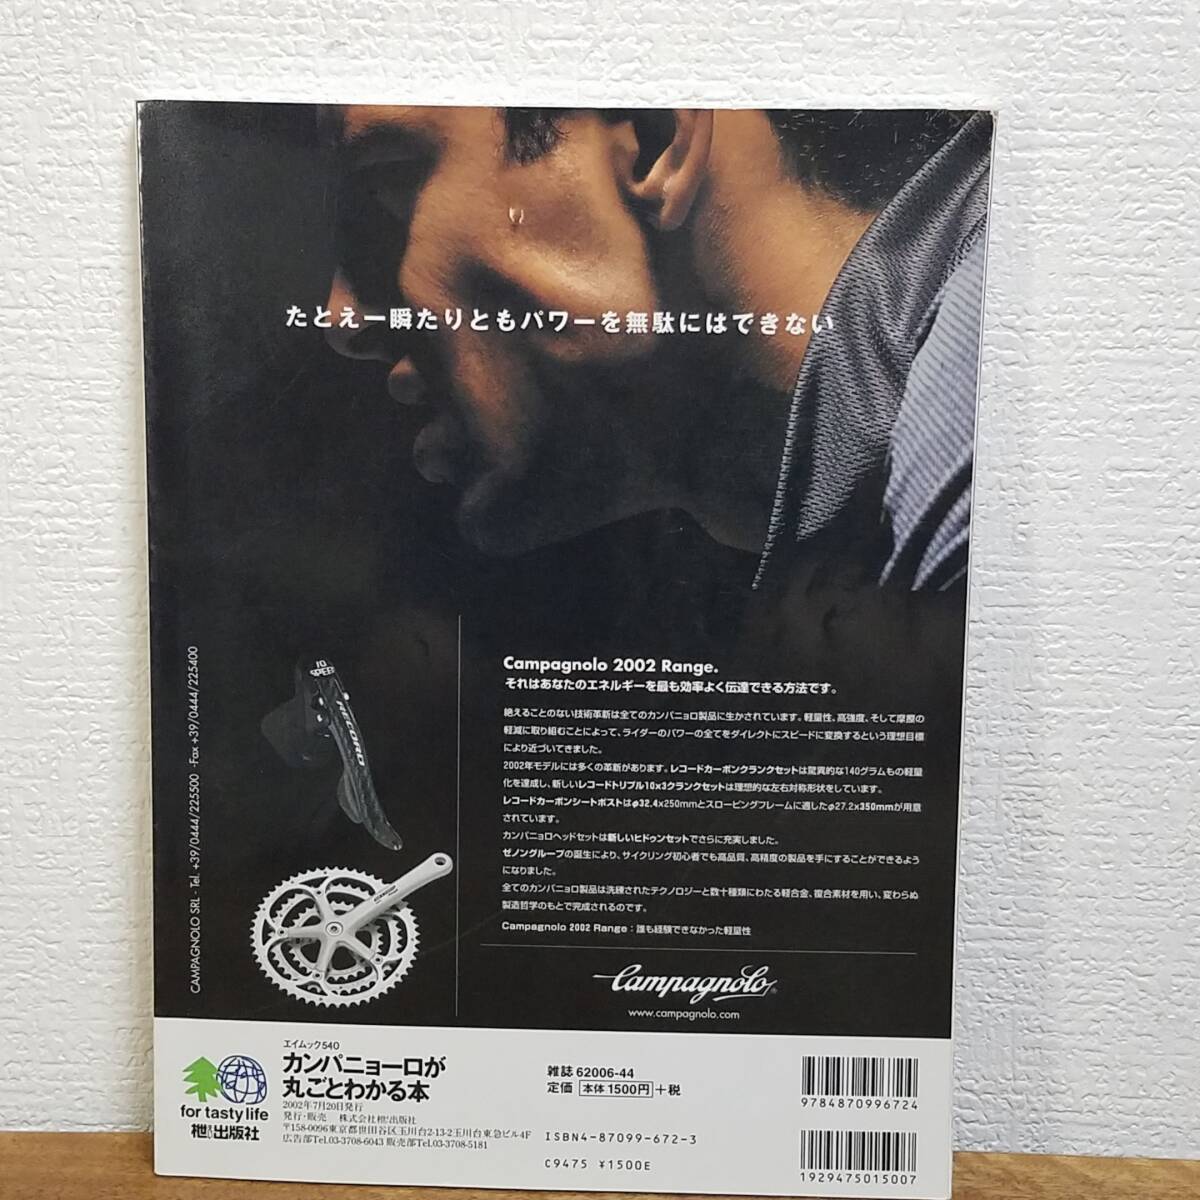 たとえ一瞬たりともパワーを無駄にはできない
CAMPAGNOLO SRL - Tel. +39/0444/225500 -Fax +39/0444/225400
10
SPEED
RECORD
Campagnolo 2002 Range.
それはあなたのエネルギーを最も効率よく伝達できる方法です。
絶えることのない技術革新は全てのカンパニョロ製品に生かされています。軽量性、高強度、そして摩擦の
軽減に取り組むことによって、ライダーのパワーの全てをダイレクトにスピードに変換するという理想目標
により近づいてきました。
2002年モデルには多くの革新があります。レコードカーボンクランクセットは驚異的な140グラムもの軽量
化を達成し、新しいレコードトリプル10x3クランクセットは理想的な左右対称形状をしています。
レコードカーボンシートポストはφ32.4x250mmとスローピングフレームに適したφ27.2x350mmが用意
されています。
カンパニョロヘッドセットは新しいヒドゥンセットでさらに充実しました。
ゼノングループの誕生により、サイクリング初心者でも高品質、高精度の製品を手にすることができるよう
になりました。
全てのカンパニョロ製品は洗練されたテクノロジーと数十種類にわたる軽合金、複合素材を用い、変わらぬ
製造哲学のもとで完成されるのです。
Campagnolo 2002 Range：誰も経験できなかった軽量性
Campagnolo
www.campagnolo.com
for tasty life
枻出版社
エイムック540
カンパニョーロが
丸ごとわかる本
2002年7月20日発行
発行・販売 株式会社枻出版社
〒158-0096東京都世田谷区玉川台2-13-2玉川台東急ビル4F
広告部Tel.03-3708-6043 販売部Tel.03-3708-5181
雑誌 62006-44
定価 本体1500円+税
ISBN4-87099-672-3
C9475 ¥1500E
9784870996724
1929475015007